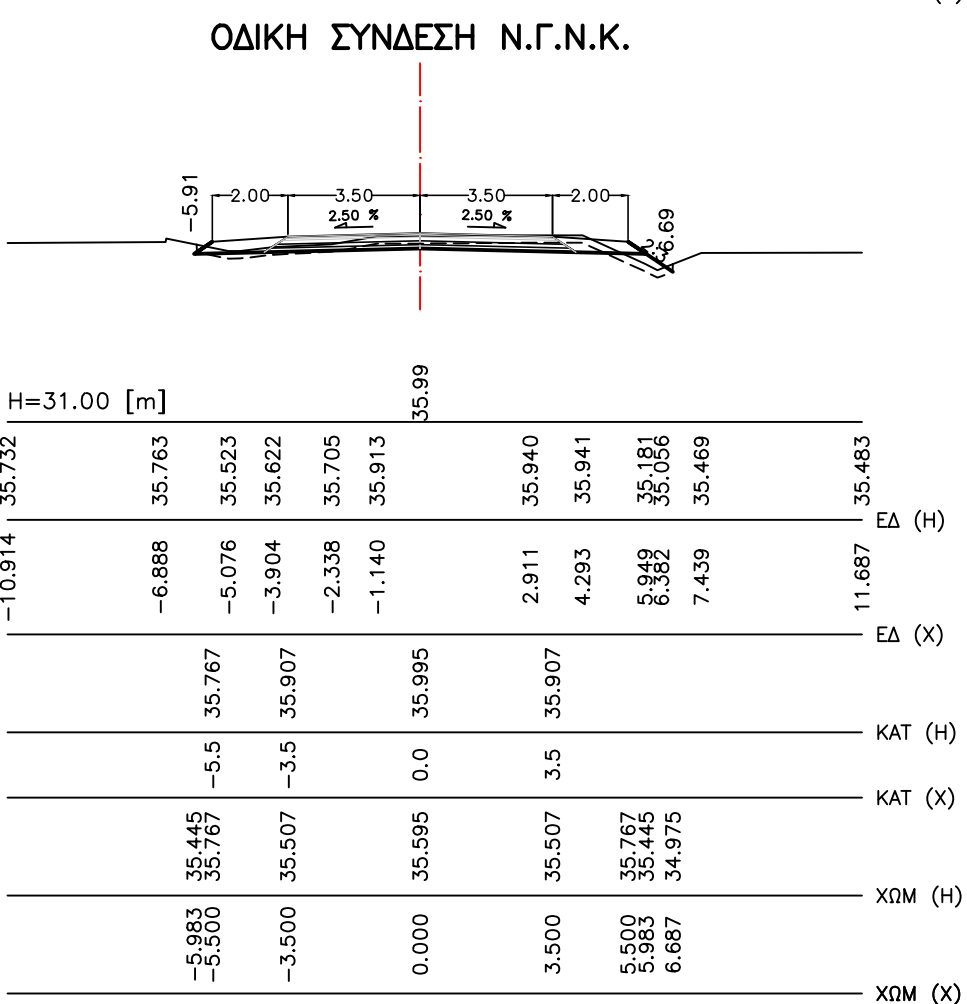 ΟΔΙΚΗ ΣΥΝΔΕΣΗ Ν.Γ.Ν.Κ.
-5.91 2.00 3.50 3.50 2.00 6.69
2.50 % 2.50 %
2:3
35.99
H=31.00 [m]
35.732 35.763 35.523 35.622 35.705 35.913 35.940 35.941 35.181 35.056 35.469 35.483
ΕΔ (Η)
-10.914 -6.888 -5.076 -3.904 -2.338 -1.140 2.911 4.293 5.949 6.382 7.439 11.687
ΕΔ (Χ)
35.767 35.907 35.995 35.907
ΚΑΤ (Η)
-5.5 -3.5 0.0 3.5
ΚΑΤ (Χ)
35.445 35.767 35.507 35.595 35.507 35.767 35.445 34.975
ΧΩΜ (Η)
-5.983 -5.500 -3.500 0.000 3.500 5.500 5.983 6.687
ΧΩΜ (Χ)